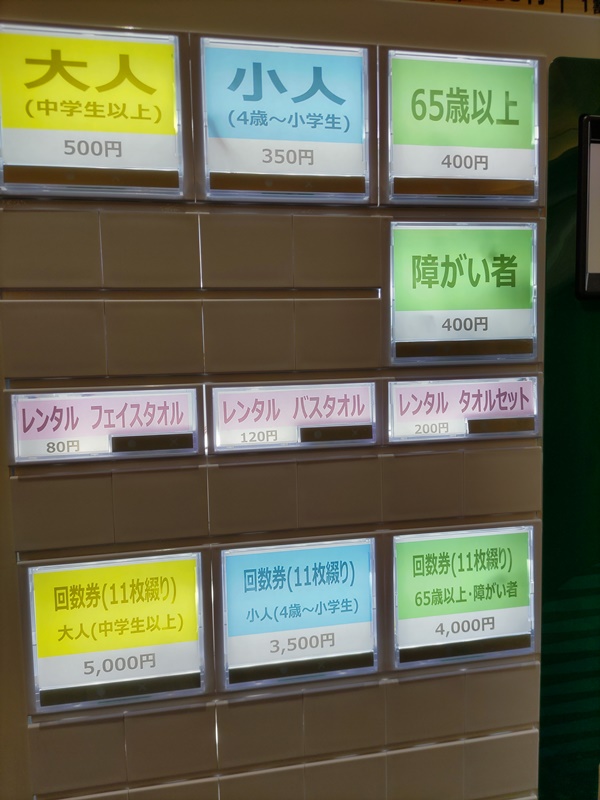 大人
(中学生以上)
500円
小人
(4歳～小学生)
350円
65歳以上
400円
障がい者
400円
レンタル フェイスタオル
80円
レンタル バスタオル
120円
レンタル タオルセット
200円
回数券(11枚綴り)
大人(中学生以上)
5,000円
回数券(11枚綴り)
小人(4歳～小学生)
3,500円
回数券(11枚綴り)
65歳以上・障がい者
4,000円